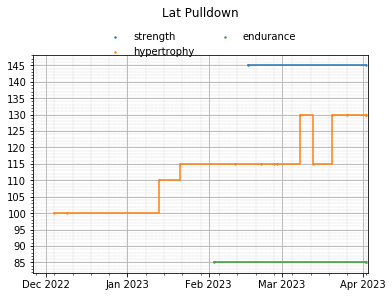 Lat Pulldown
strength
endurance
hypertrophy
145
140
135
130
125
120
115
110
105
100
95
90
85
Dec 2022
Jan 2023
Feb 2023
Mar 2023
Apr 2023